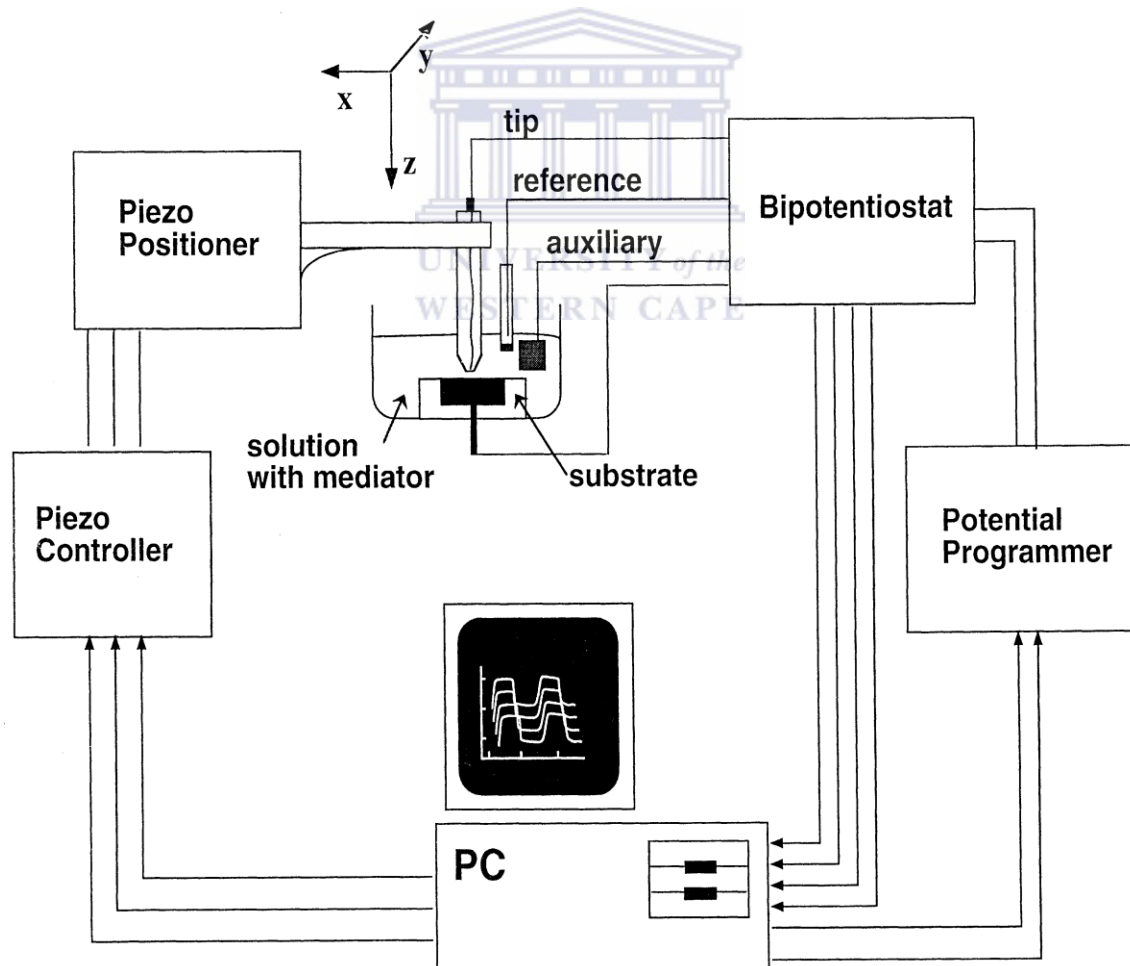 y
x
z
tip
reference
auxiliary
UNIVERSITY of the
WESTERN CAPE
Piezo
Positioner
Bipotentiostat
solution
with mediator
substrate
Piezo
Controller
Potential
Programmer
PC